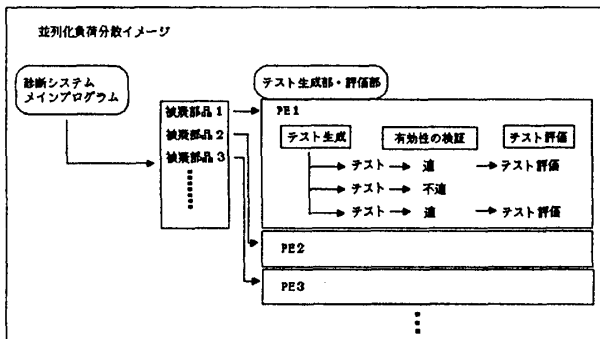 並列化負荷分散イメージ
診断システム
メインプログラム
被疑部品1
被疑部品2
被疑部品3
テスト生成部・評価部
PE1
テスト生成 有効性の検証 テスト評価
テスト 適 テスト評価
テスト 不適
テスト 適 テスト評価
PE2
PE3